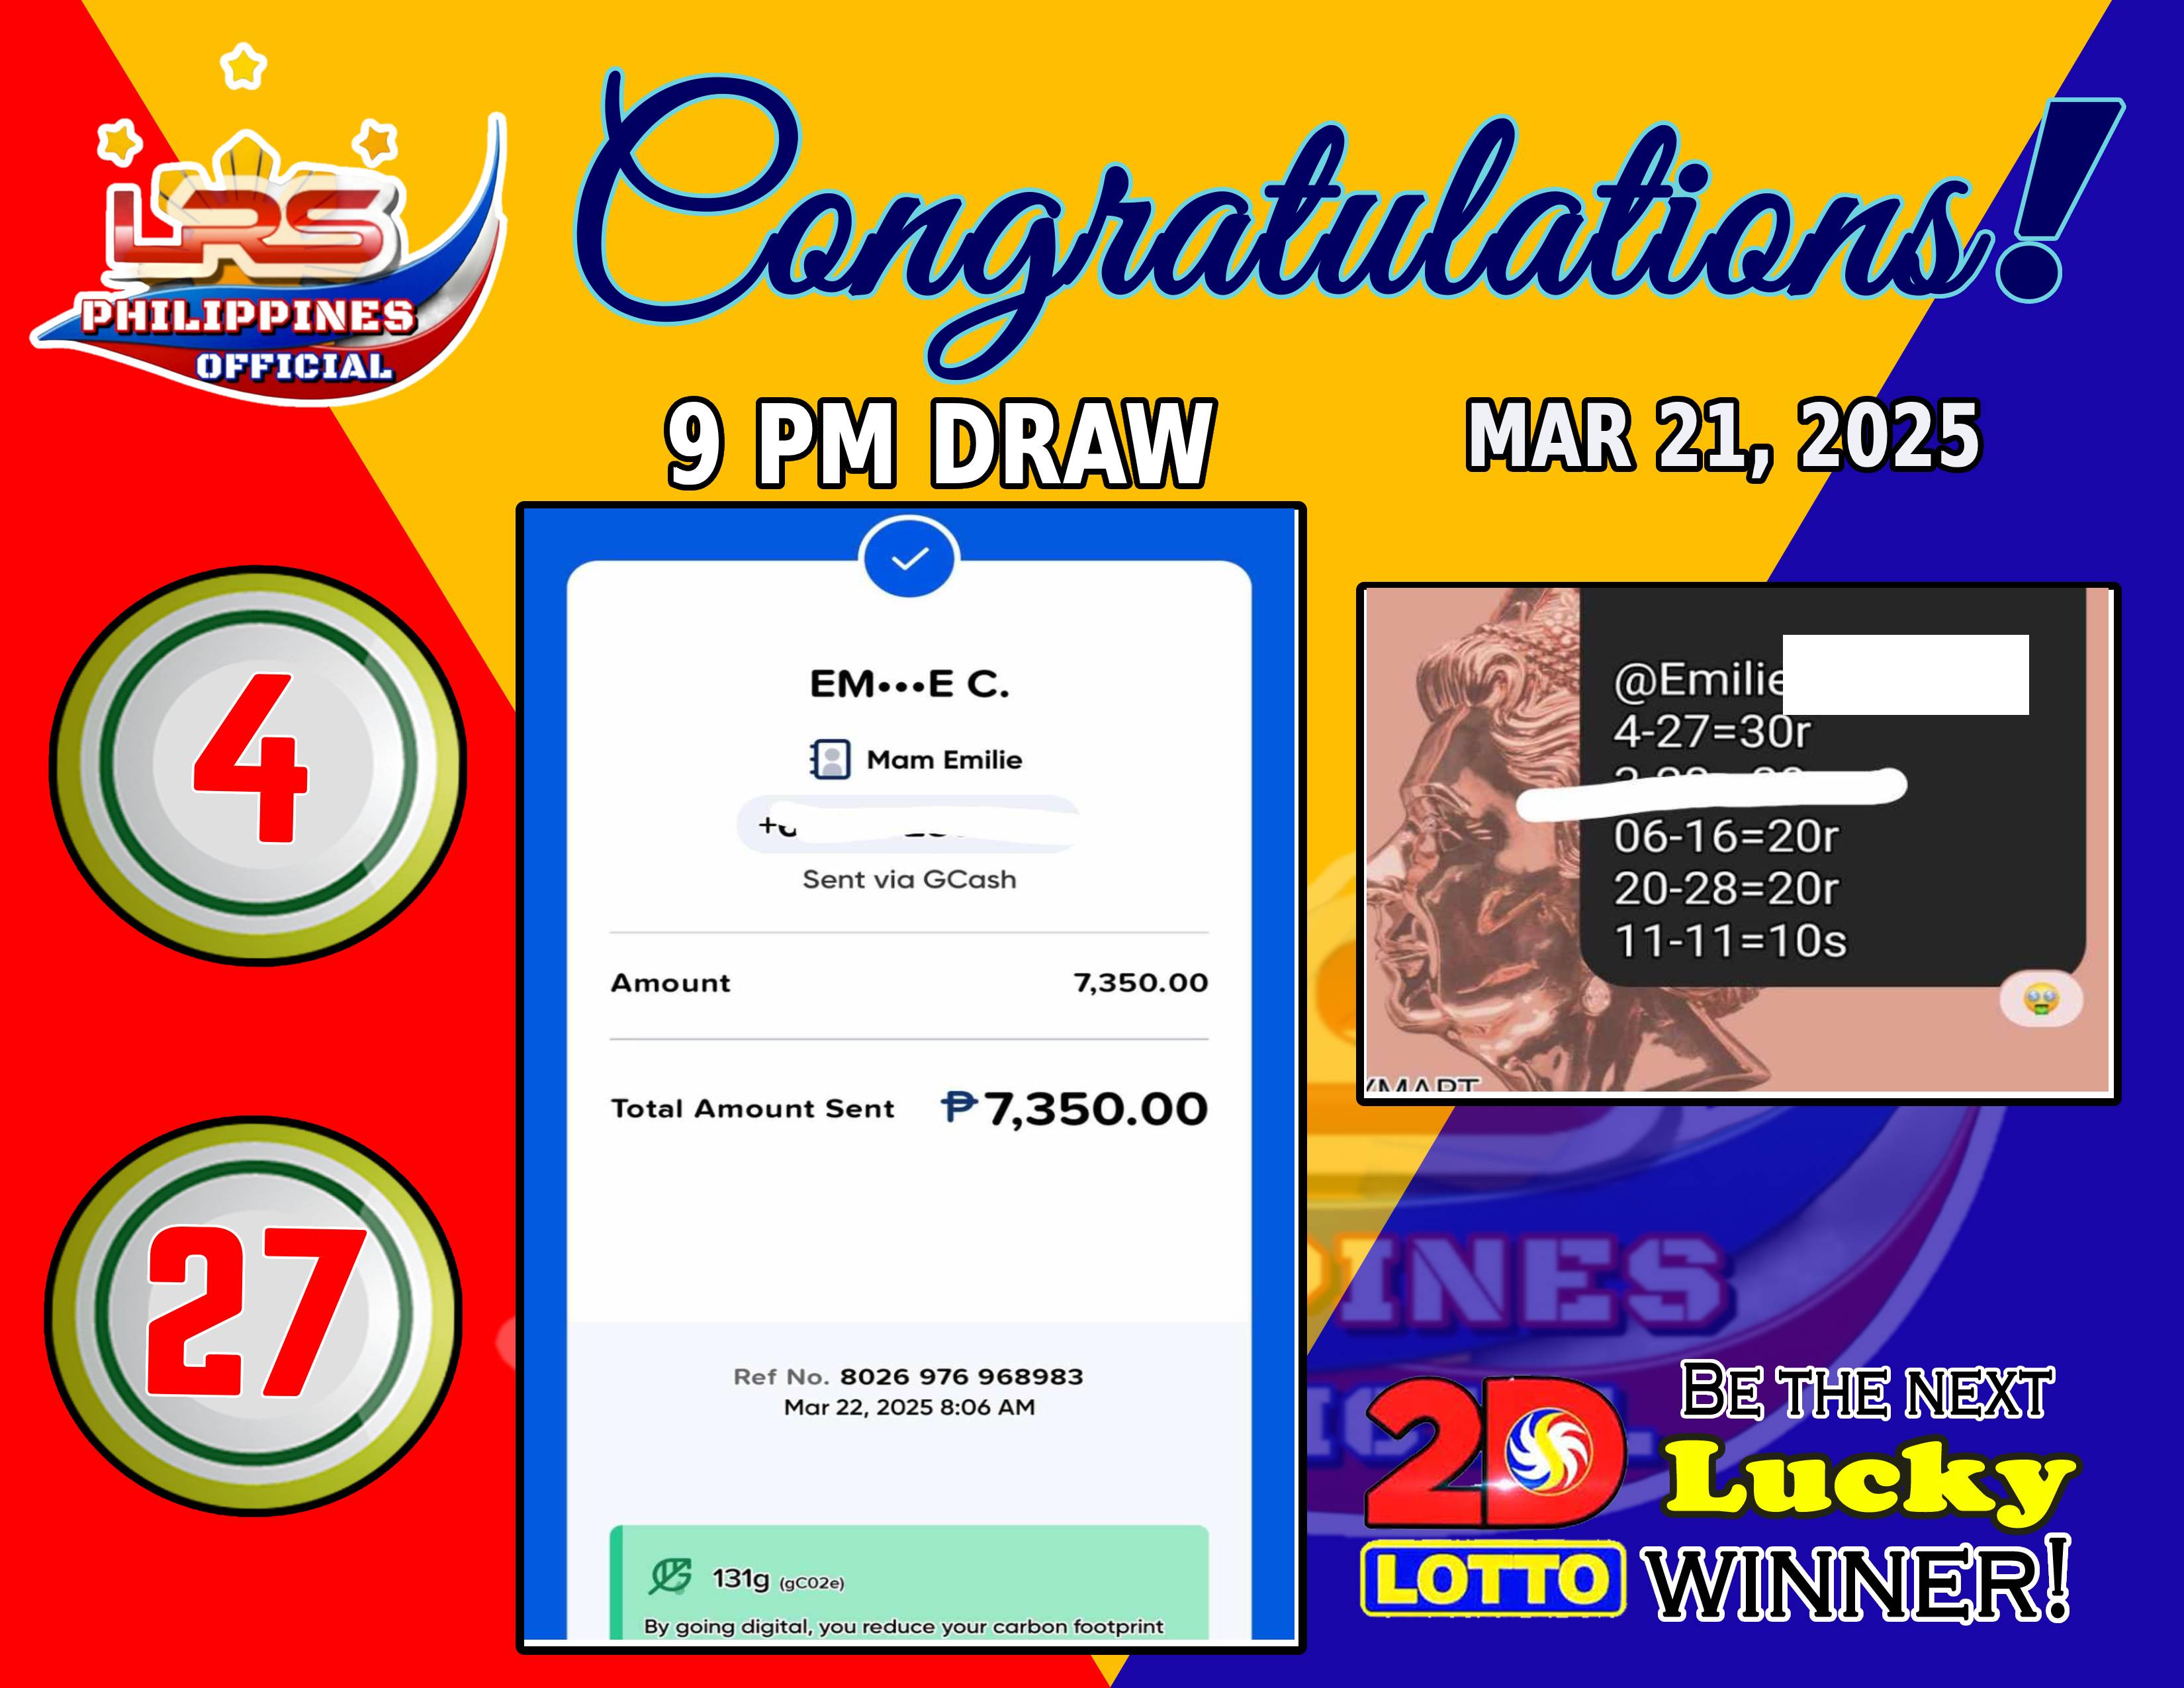 LRS
PHILIPPINES
OFFICIAL
Congratulations!
9 PM DRAW
MAR 21, 2025
4
27
EM•••E C.
Mam Emilie
Sent via GCash
Amount 7,350.00
Total Amount Sent ₱7,350.00
Ref No. 8026 976 968983
Mar 22, 2025 8:06 AM
131g (gCO2e)
By going digital, you reduce your carbon footprint
@Emilie
4-27=30r
06-16=20r
20-28=20r
11-11=10s
2D
LOTTO
BE THE NEXT
Lucky
WINNER!